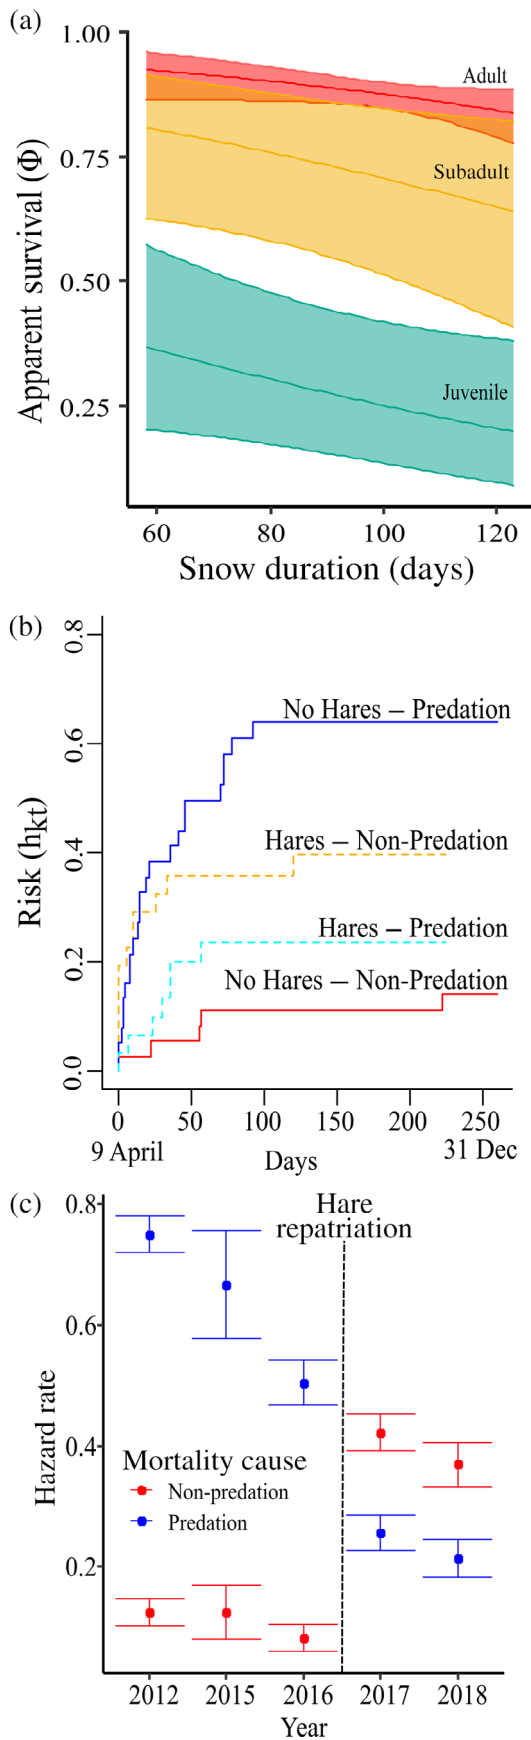 (a)
1.00
0.75
0.50
0.25
Apparent survival (Φ)
Adult
Subadult
Juvenile
60 80 100 120
Snow duration (days)
(b)
0.8
0.6
0.4
0.2
0.0
Risk (hkt)
No Hares – Predation
Hares – Non-Predation
Hares – Predation
No Hares – Non-Predation
0 50 100 150 200 250
9 April 31 Dec
Days
(c)
0.8
0.6
0.4
0.2
Hazard rate
Hare
repatriation
Mortality cause
Non-predation
Predation
2012 2015 2016 2017 2018
Year